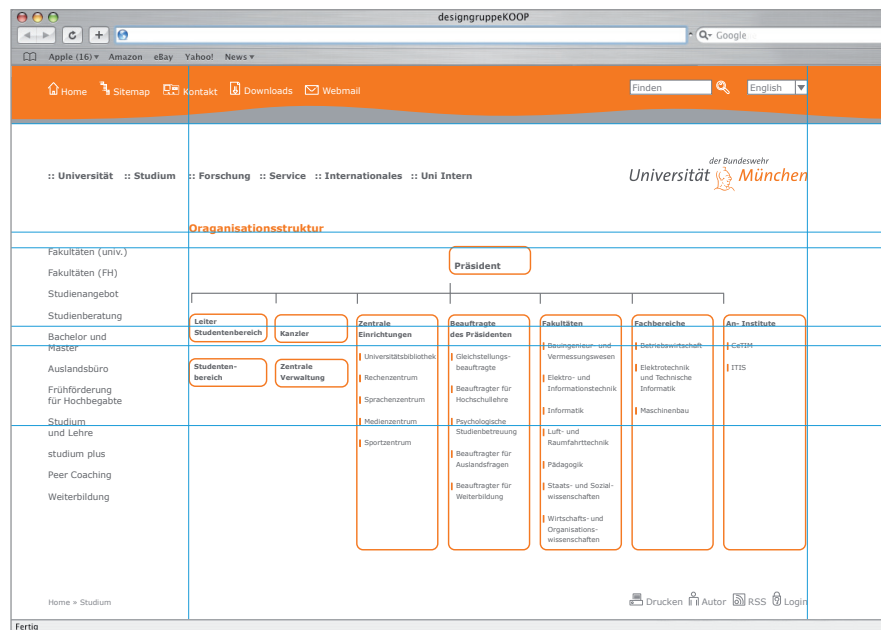 designgruppeKOOP
Google
Apple (16) Amazon eBay Yahoo! News
Home Sitemap Kontakt Downloads Webmail
Finden English
der Bundeswehr
Universität München
:: Universität :: Studium :: Forschung :: Service :: Internationales :: Uni Intern
Oraganisationsstruktur
Fakultäten (univ.)
Fakultäten (FH)
Studienangebot
Studienberatung
Bachelor und
Master
Auslandsbüro
Frühförderung
für Hochbegabte
Studium
und Lehre
studium plus
Peer Coaching
Weiterbildung
Präsident
Leiter
Studentenbereich
Studenten-
bereich
Kanzler
Zentrale
Verwaltung
Zentrale
Einrichtungen
Universitätsbibliothek
Rechenzentrum
Sprachenzentrum
Medienzentrum
Sportzentrum
Beauftragte
des Präsidenten
Gleichstellungs-
beauftragte
Beauftragter für
Hochschullehre
Psychologische
Studienbetreuung
Beauftragter für
Auslandsfragen
Beauftragter für
Weiterbildung
Fakultäten
Bauingenieur- und
Vermessungswesen
Elektro- und
Informationstechnik
Informatik
Luft- und
Raumfahrttechnik
Pädagogik
Staats- und Sozial-
wissenschaften
Wirtschafts- und
Organisations-
wissenschaften
Fachbereiche
Betriebswirtschaft
Elektrotechnik
und Technische
Informatik
Maschinenbau
An- Institute
CeTIM
ITIS
Home » Studium
Drucken Autor RSS Login
Fertig